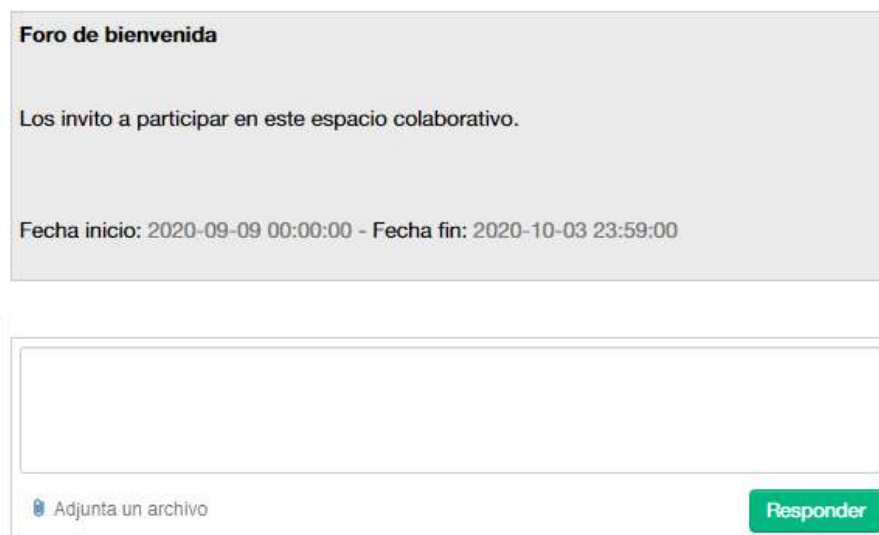 Foro de bienvenida
Los invito a participar en este espacio colaborativo.
Fecha inicio: 2020-09-09 00:00:00 - Fecha fin: 2020-10-03 23:59:00
Adjunta un archivo
Responder